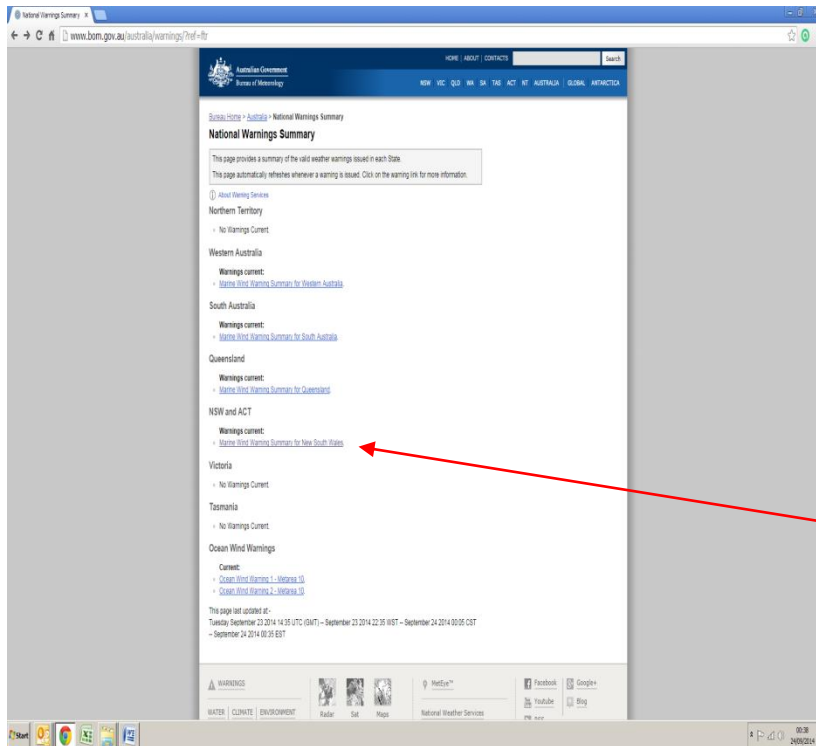 National Warnings Summary
www.bom.gov.au/australia/warnings/?ref=ftr
HOME | ABOUT | CONTACTS
Search
Australian Government
Bureau of Meteorology
NSW VIC QLD WA SA TAS ACT NT AUSTRALIA | GLOBAL ANTARCTICA
Bureau Home > Australia > National Warnings Summary
National Warnings Summary
This page provides a summary of the valid weather warnings issued in each State.
This page automatically refreshes whenever a warning is issued. Click on the warning link for more information.
About Warning Services
Northern Territory
No Warnings Current.
Western Australia
Warnings current:
Marine Wind Warning Summary for Western Australia.
South Australia
Warnings current:
Marine Wind Warning Summary for South Australia.
Queensland
Warnings current:
Marine Wind Warning Summary for Queensland.
NSW and ACT
Warnings current:
Marine Wind Warning Summary for New South Wales.
Victoria
No Warnings Current.
Tasmania
No Warnings Current.
Ocean Wind Warnings
Current:
Ocean Wind Warning 1 - Metarea 10.
Ocean Wind Warning 2 - Metarea 10.
This page last updated at -
Tuesday September 23 2014 14:35 UTC (GMT) -- September 23 2014 22:35 WST -- September 24 2014 00:05 CST
-- September 24 2014 00:35 EST
WARNINGS
MetEye™
Facebook
Google+
WATER | CLIMATE | ENVIRONMENT
Radar
Sat
Maps
National Weather Services
Youtube
Blog
RSS
Start
00:38
24/09/2014